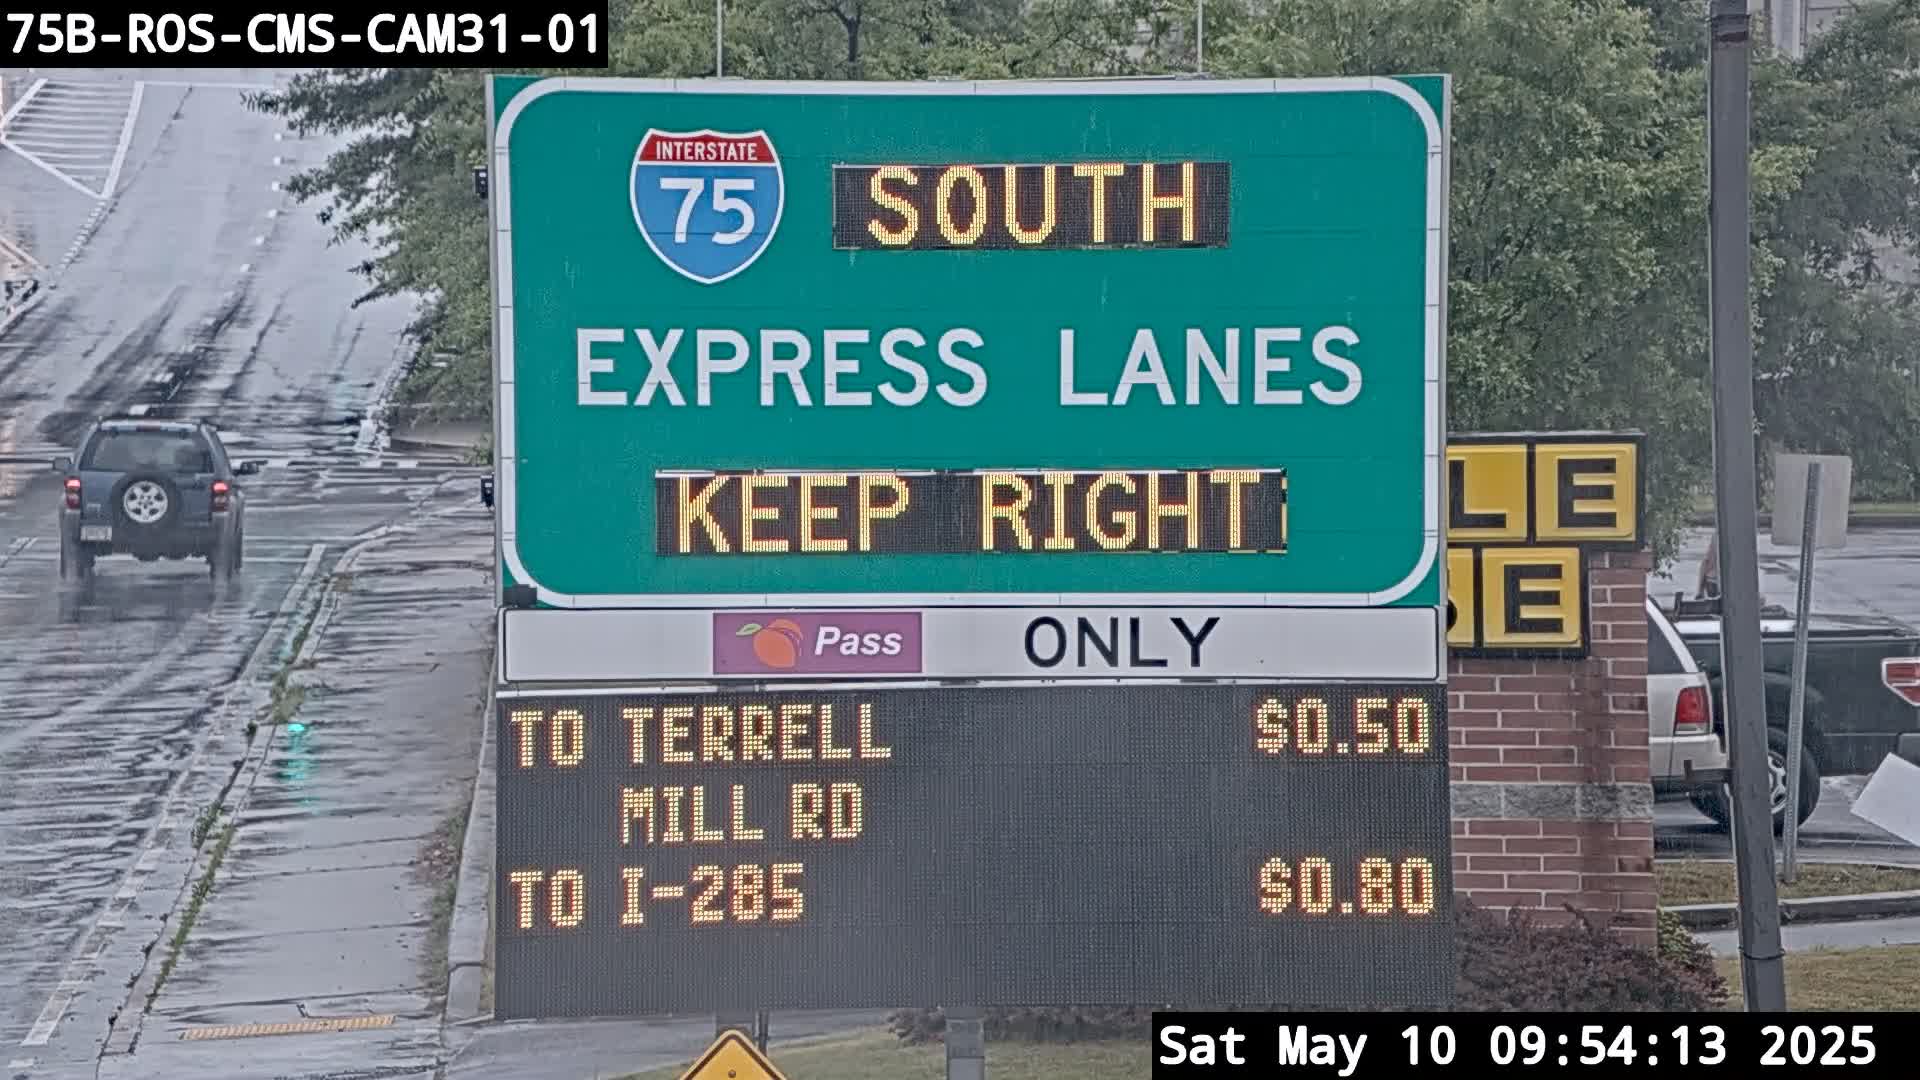 75B-ROS-CMS-CAM31-01
INTERSTATE
75
SOUTH
EXPRESS LANES
KEEP RIGHT
Pass ONLY
TO TERRELL $0.50
MILL RD
TO I-285 $0.80
LE
E
Sat May 10 09:54:13 2025